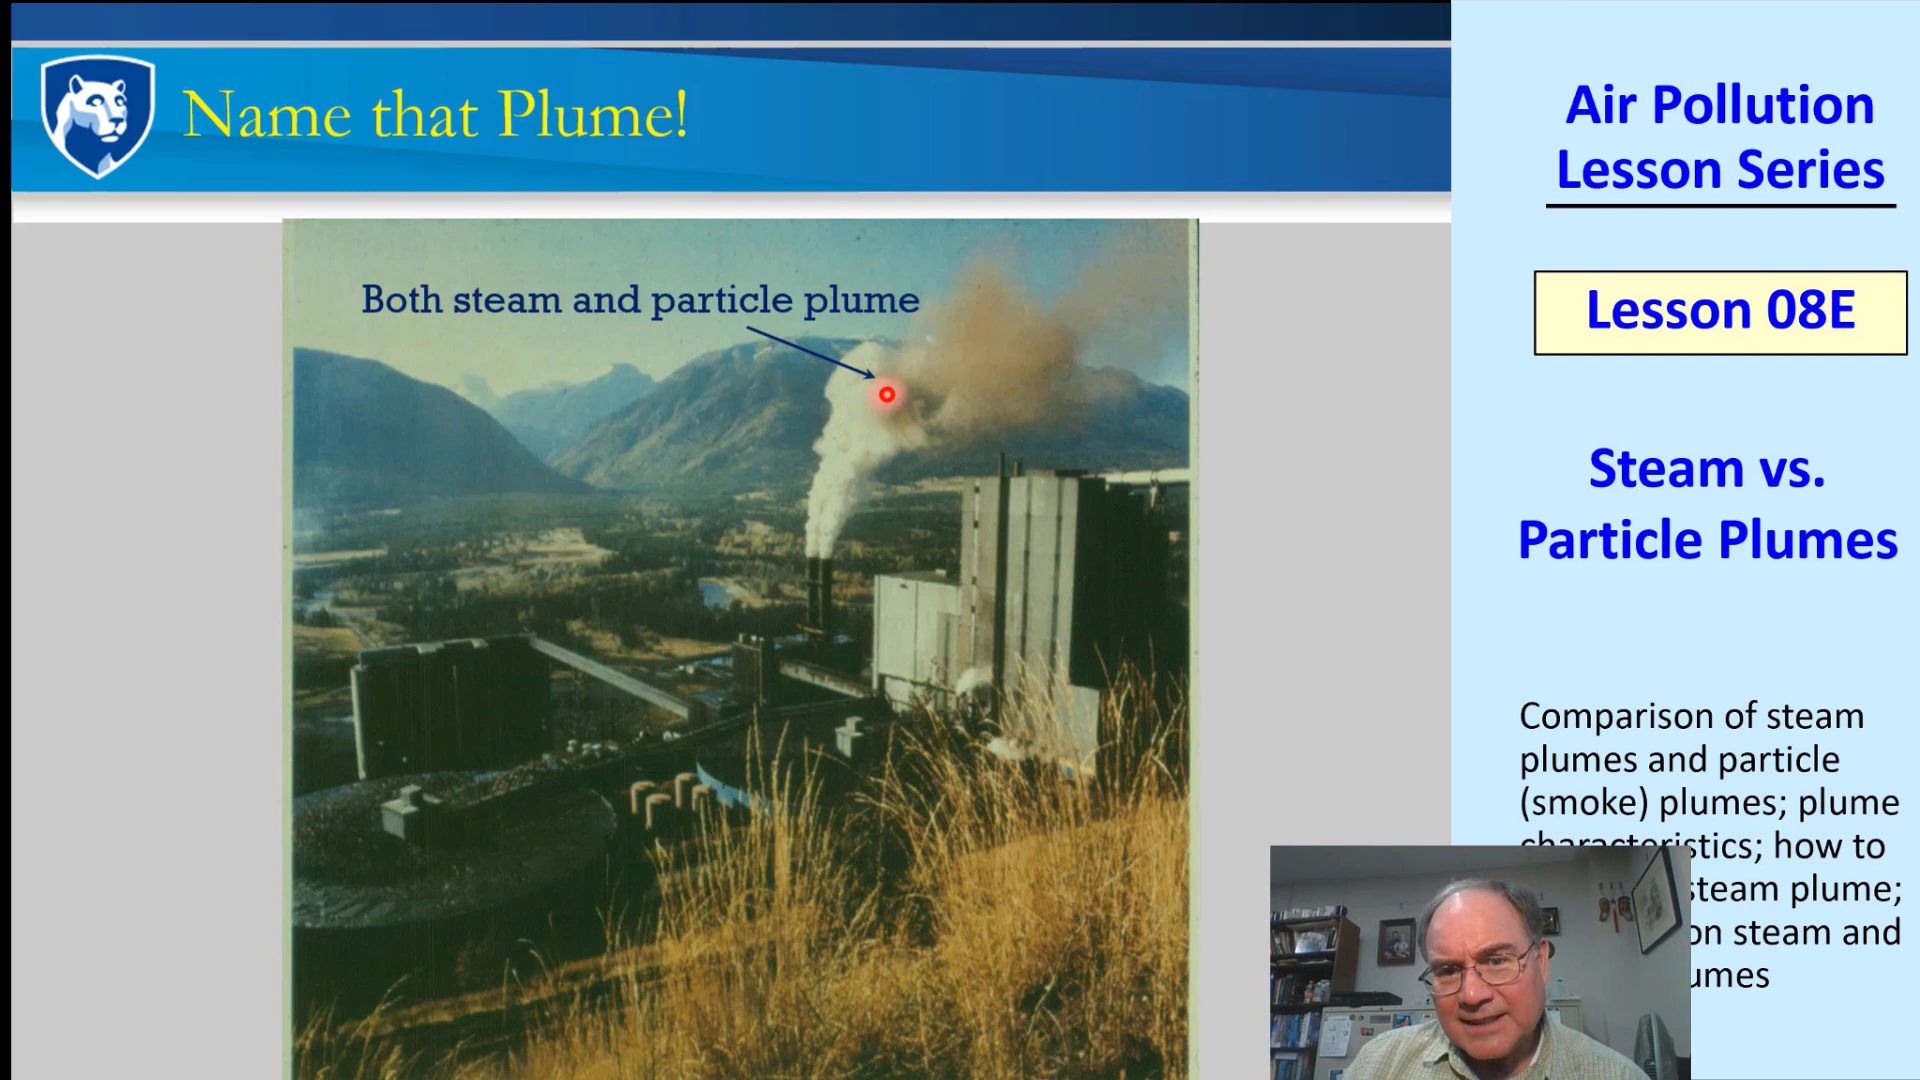 Name that Plume!
Both steam and particle plume
Air Pollution
Lesson Series
Lesson 08E
Steam vs.
Particle Plumes
Comparison of steam
plumes and particle
(smoke) plumes; plume
characteristics; how to
steam plume;
on steam and